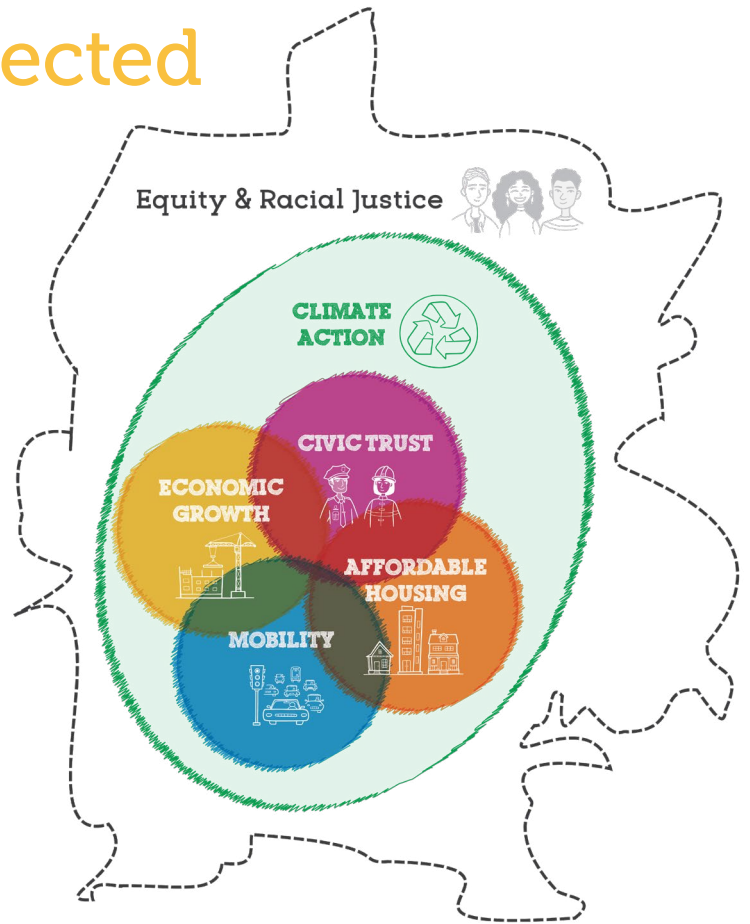 ected
Equity & Racial Justice
CLIMATE
ACTION
CIVIC TRUST
ECONOMIC
GROWTH
AFFORDABLE
HOUSING
MOBILITY